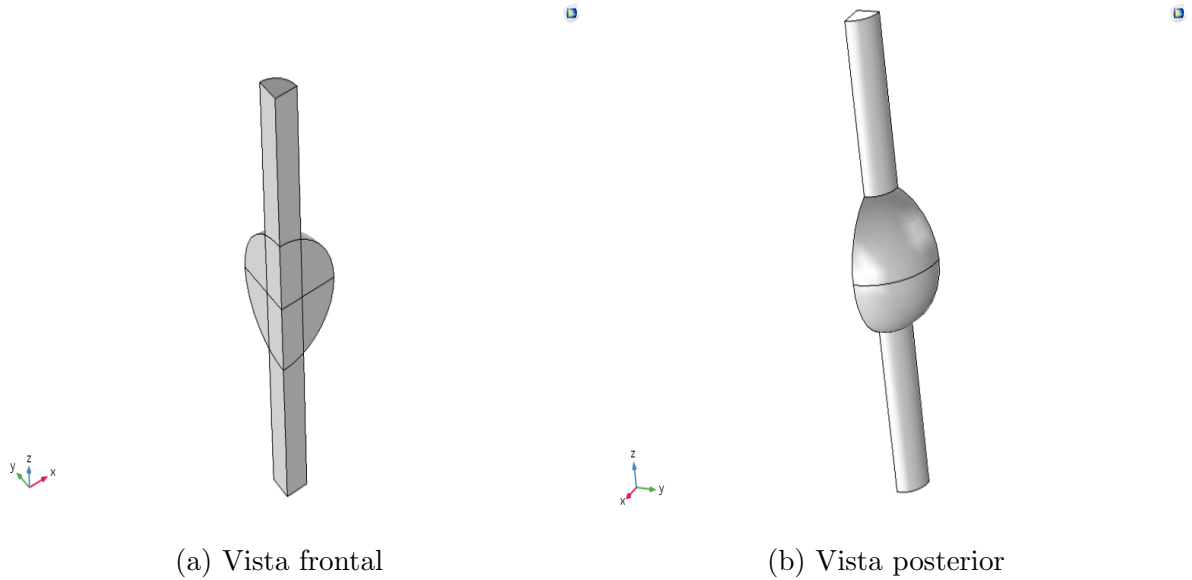 y z x
z
y
x
(a) Vista frontal
(b) Vista posterior